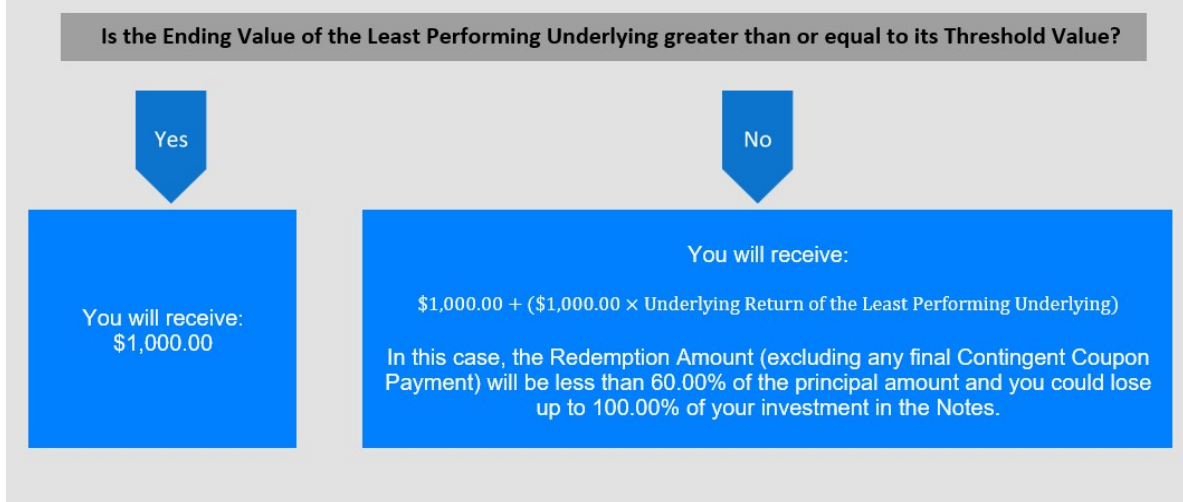 Is the Ending Value of the Least Performing Underlying greater than or equal to its Threshold Value?
Yes
No
You will receive:
$1,000.00
You will receive:
$1,000.00 + ($1,000.00 × Underlying Return of the Least Performing Underlying)
In this case, the Redemption Amount (excluding any final Contingent Coupon
Payment) will be less than 60.00% of the principal amount and you could lose
up to 100.00% of your investment in the Notes.